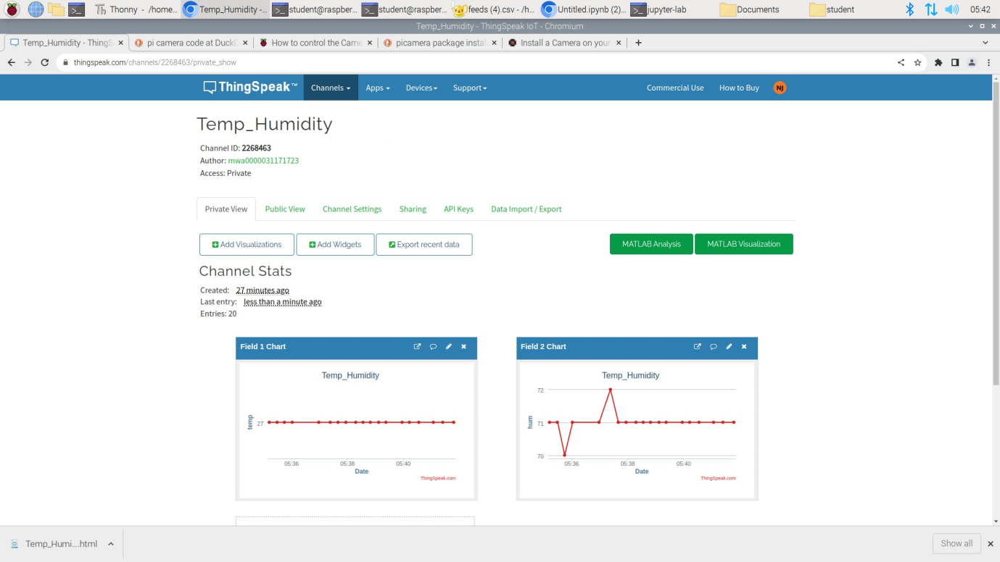 Thonny - /home...
Temp_Humidity -...
student@raspber...
student@raspber...
feeds (4).csv - /h...
Untitled.ipynb (2)...
jupyter-lab
Documents
student
05:42
Temp_Humidity - ThingSpeak IoT - Chromium
Temp_Humidity - ThingS
pi camera code at DuckD
How to control the Came
picamera package instal
Install a Camera on your
thingspeak.com/channels/2268463/private_show
ThingSpeak™
Channels
Apps
Devices
Support
Commercial Use
How to Buy
NJ
Temp_Humidity
Channel ID: 2268463
Author: mwa0000031171723
Access: Private
Private View
Public View
Channel Settings
Sharing
API Keys
Data Import / Export
Add Visualizations
Add Widgets
Export recent data
MATLAB Analysis
MATLAB Visualization
Channel Stats
Created: 27 minutes ago
Last entry: less than a minute ago
Entries: 20
Field 1 Chart
Temp_Humidity
temp
27
05:36 05:38 05:40
Date
ThingSpeak.com
Field 2 Chart
Temp_Humidity
hum
72
71
70
05:36 05:38 05:40
Date
ThingSpeak.com
Temp_Humi....html
Show all